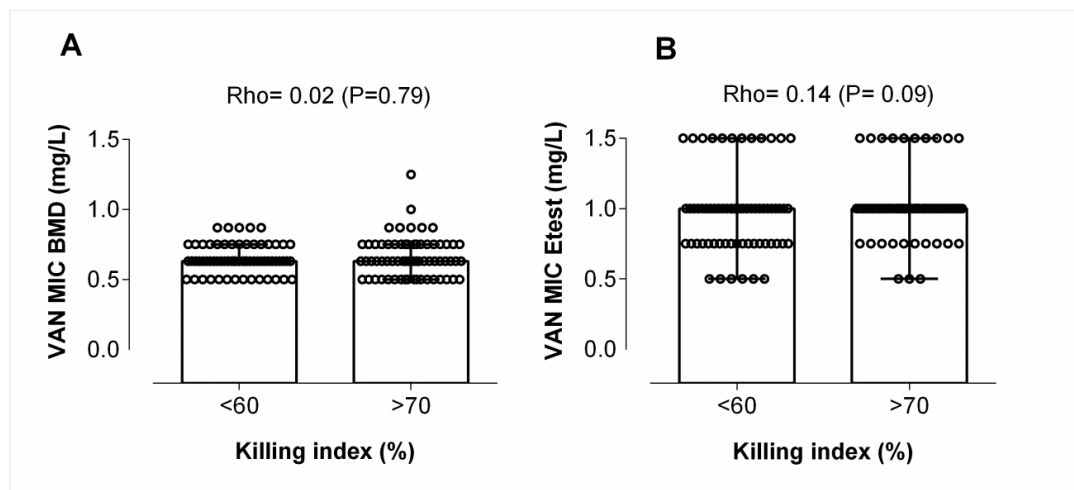 A
Rho= 0.02 (P=0.79)
VAN MIC BMD (mg/L)
1.5
1.0
0.5
0.0
<60
>70
Killing index (%)
B
Rho= 0.14 (P= 0.09)
VAN MIC Etest (mg/L)
1.5
1.0
0.5
0.0
<60
>70
Killing index (%)